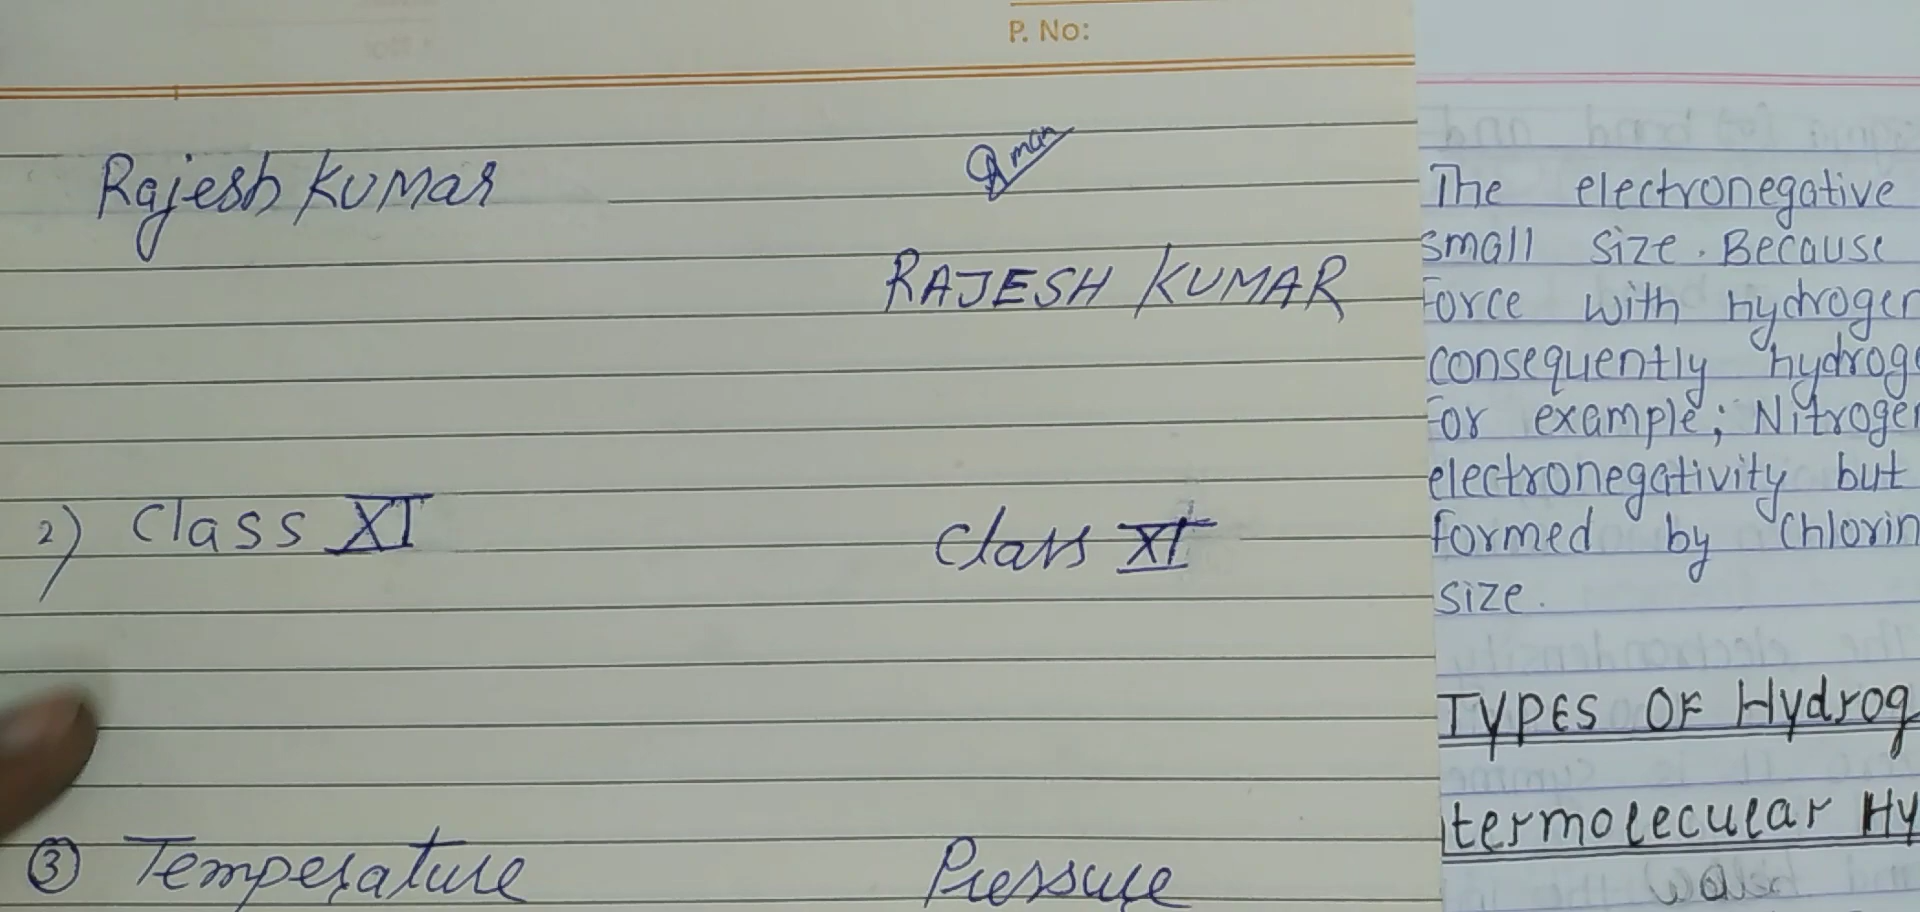 P. No:
Rajesh Kumar
RAJESH KUMAR
2) Class XI
Class XI
③ Temperature
Pressure
The electronegative
small size. Because
Force with hydrogen
consequently hydroge
For example; Nitrogen
electronegativity but
formed by Chlorin
size.
TYPES OF Hydrog
termolecular Hy